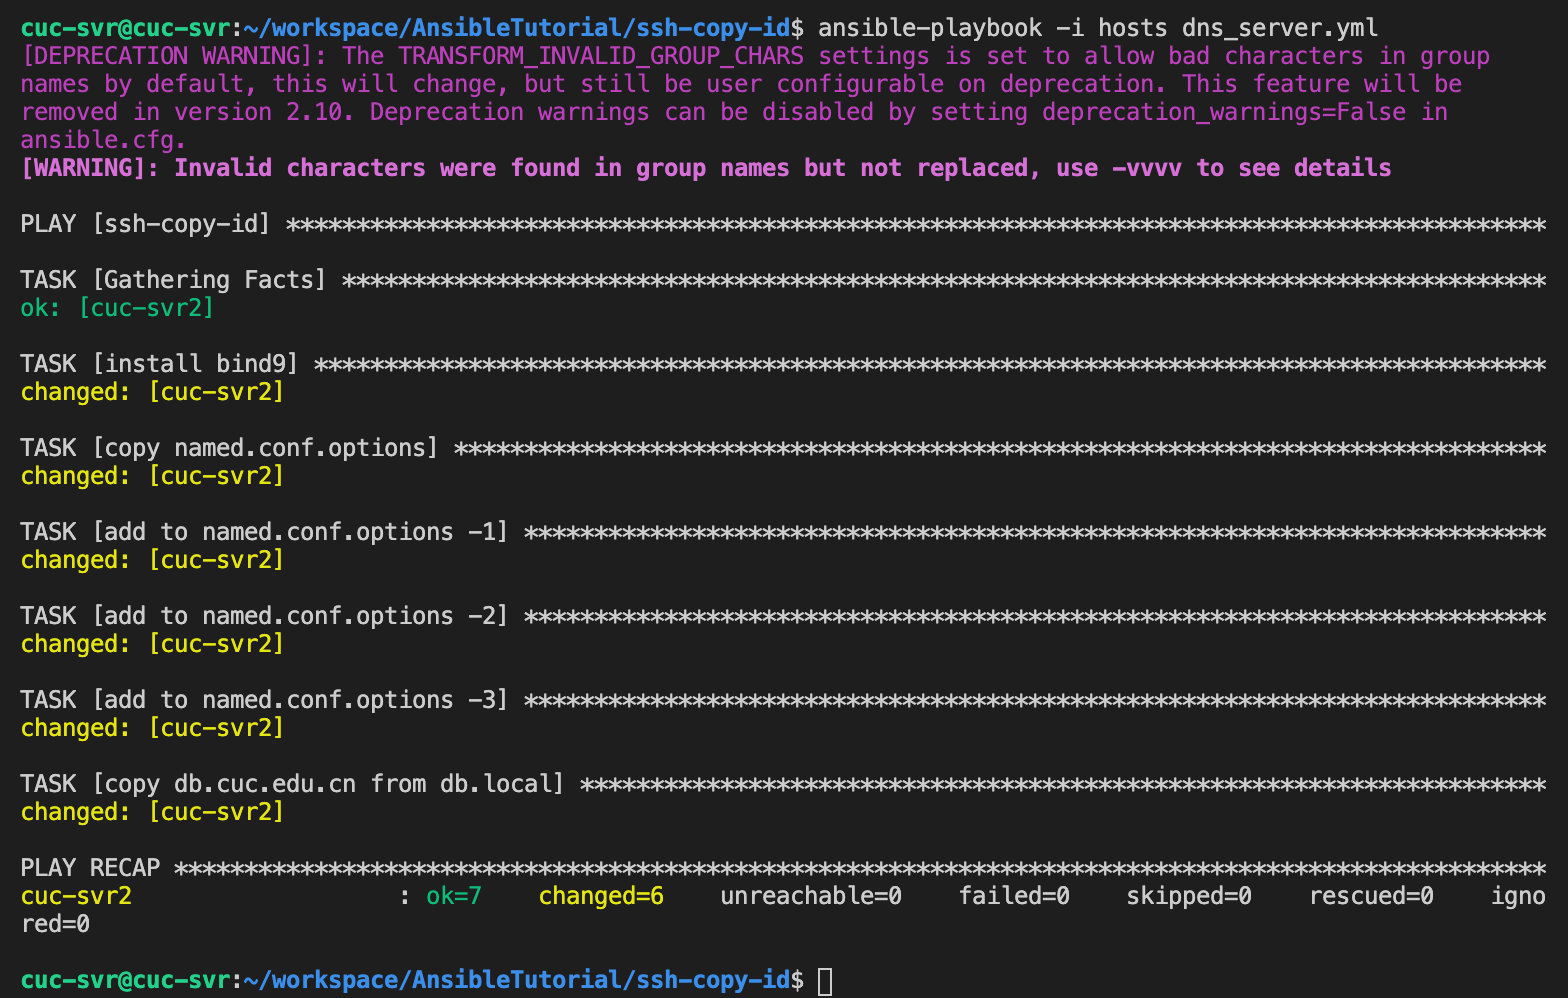 cuc-svr@cuc-svr:~/workspace/AnsibleTutorial/ssh-copy-id$ ansible-playbook -i hosts dns_server.yml
[DEPRECATION WARNING]: The TRANSFORM_INVALID_GROUP_CHARS settings is set to allow bad characters in group
names by default, this will change, but still be user configurable on deprecation. This feature will be
removed in version 2.10. Deprecation warnings can be disabled by setting deprecation_warnings=False in
ansible.cfg.
[WARNING]: Invalid characters were found in group names but not replaced, use -vvvv to see details
PLAY [ssh-copy-id] ******************************************************************************************
TASK [Gathering Facts] **************************************************************************************
ok: [cuc-svr2]
TASK [install bind9] ****************************************************************************************
changed: [cuc-svr2]
TASK [copy named.conf.options] ******************************************************************************
changed: [cuc-svr2]
TASK [add to named.conf.options -1] *************************************************************************
changed: [cuc-svr2]
TASK [add to named.conf.options -2] *************************************************************************
changed: [cuc-svr2]
TASK [add to named.conf.options -3] *************************************************************************
changed: [cuc-svr2]
TASK [copy db.cuc.edu.cn from db.local] *********************************************************************
changed: [cuc-svr2]
PLAY RECAP **************************************************************************************************
cuc-svr2                   : ok=7    changed=6    unreachable=0    failed=0    skipped=0    rescued=0    igno
red=0
cuc-svr@cuc-svr:~/workspace/AnsibleTutorial/ssh-copy-id$